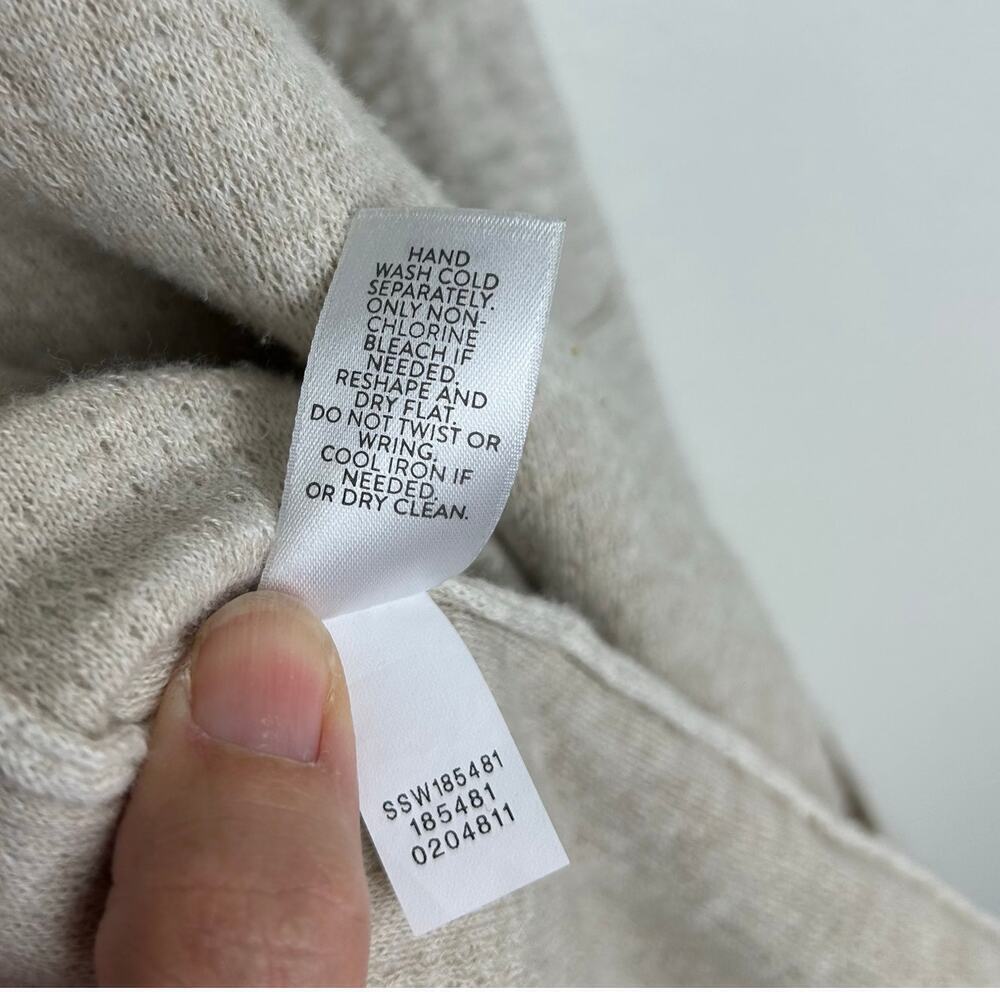 HAND
WASH COLD
SEPARATELY.
ONLY NON-
CHLORINE
BLEACH IF
NEEDED.
RESHAPE AND
DRY FLAT.
DO NOT TWIST OR
WRING.
COOL IRON IF
NEEDED.
OR DRY CLEAN.
SSW185481
185481
0204811